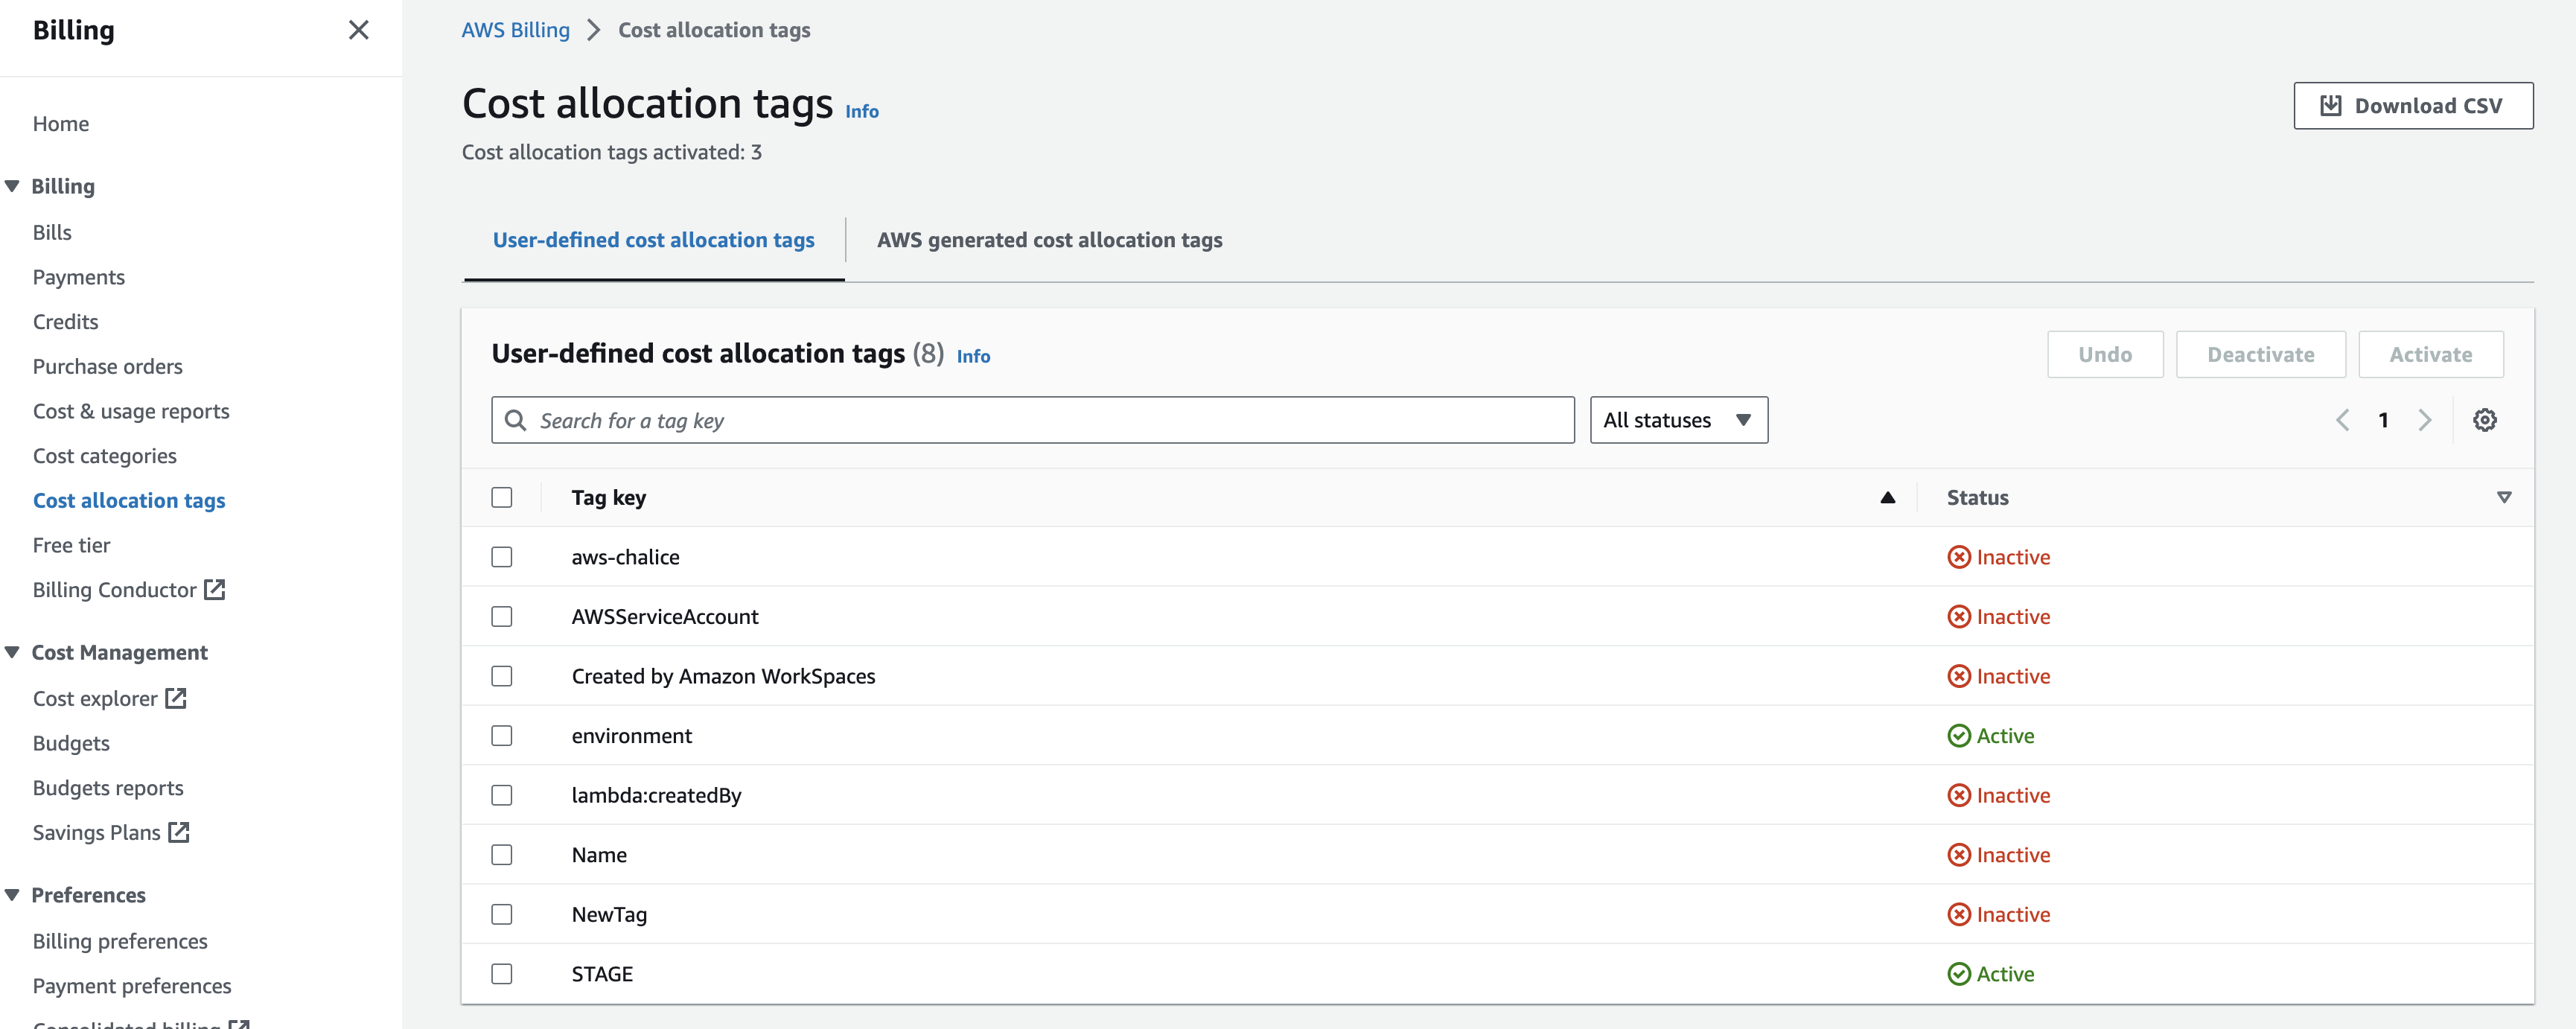 Billing
Home
Billing
Bills
Payments
Credits
Purchase orders
Cost & usage reports
Cost categories
Cost allocation tags
Free tier
Billing Conductor
Cost Management
Cost explorer
Budgets
Budgets reports
Savings Plans
Preferences
Billing preferences
Payment preferences
Consolidated billing
AWS Billing > Cost allocation tags
Cost allocation tags Info
Download CSV
Cost allocation tags activated: 3
User-defined cost allocation tags AWS generated cost allocation tags
User-defined cost allocation tags (8) Info
Undo Deactivate Activate
Search for a tag key All statuses 1
Tag key Status
aws-chalice Inactive
AWSServiceAccount Inactive
Created by Amazon WorkSpaces Inactive
environment Active
lambda:createdBy Inactive
Name Inactive
NewTag Inactive
STAGE Active